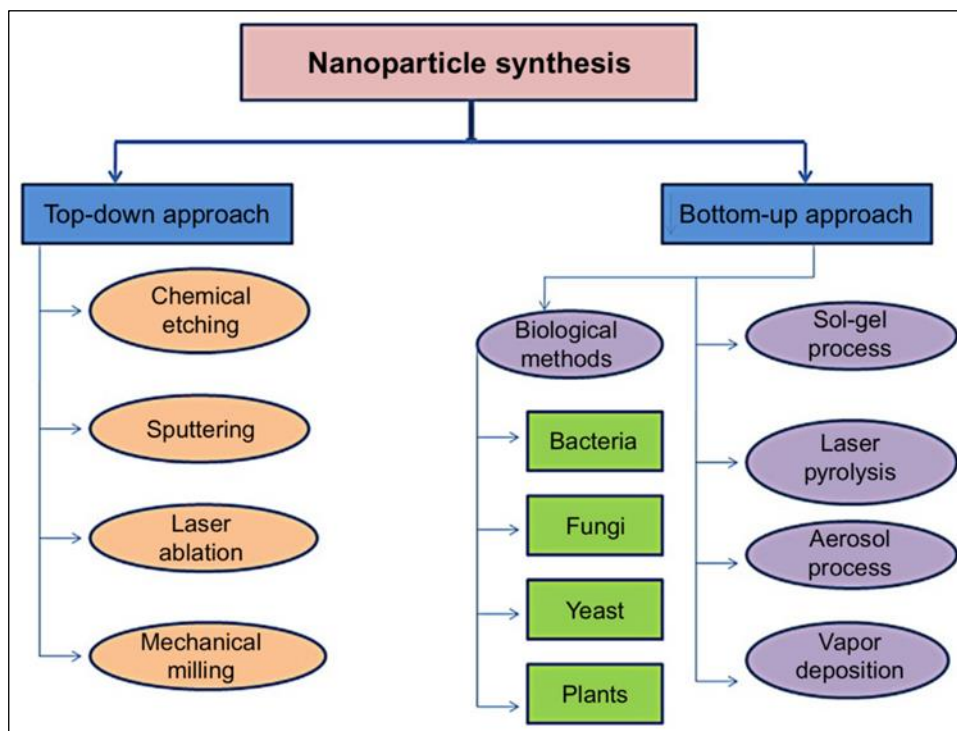 Nanoparticle synthesis
Top-down approach
Chemical
etching
Sputtering
Laser
ablation
Mechanical
milling
Bottom-up approach
Biological
methods
Bacteria
Fungi
Yeast
Plants
Sol-gel
process
Laser
pyrolysis
Aerosol
process
Vapor
deposition